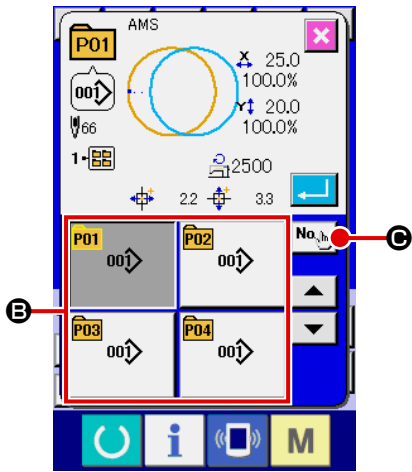 AMS
P01
001
X 25.0
100.0%
Y 20.0
100.0%
66
1-
2500
2.2
3.3
P01
001
P02
001
No.
C
B
P03
001
P04
001
i
M